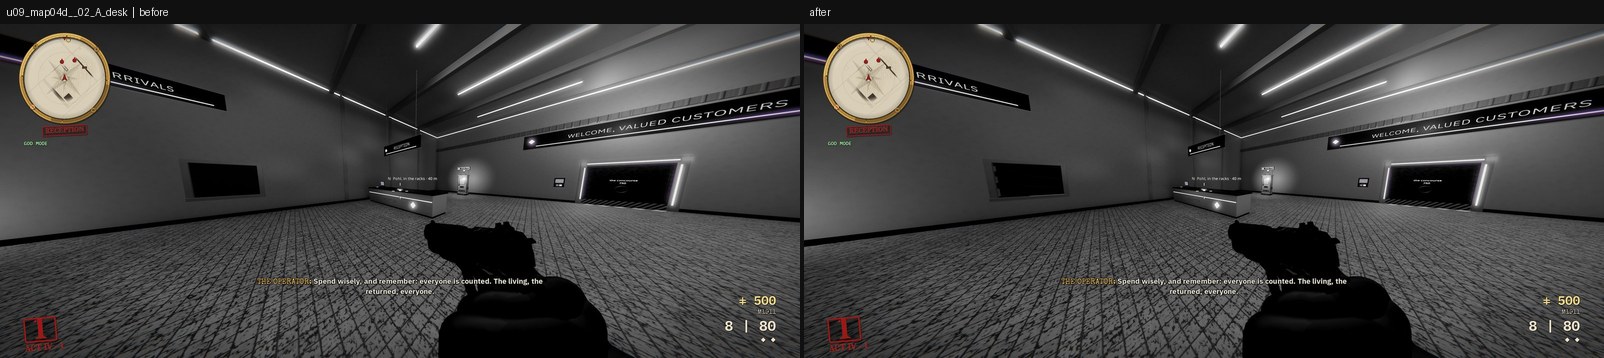 u09_map04d__02_A_desk | before
after
RRIVALS
RECEPTION
GOD MODE
WELCOME, VALUED CUSTOMERS
RECEPTION
THE OPERATOR: Spend wisely, and remember: everyone is counted. The living, the
returned; everyone.
500
8 | 80
RRIVALS
RECEPTION
GOD MODE
WELCOME, VALUED CUSTOMERS
RECEPTION
THE OPERATOR: Spend wisely, and remember: everyone is counted. The living, the
returned; everyone.
500
8 | 80